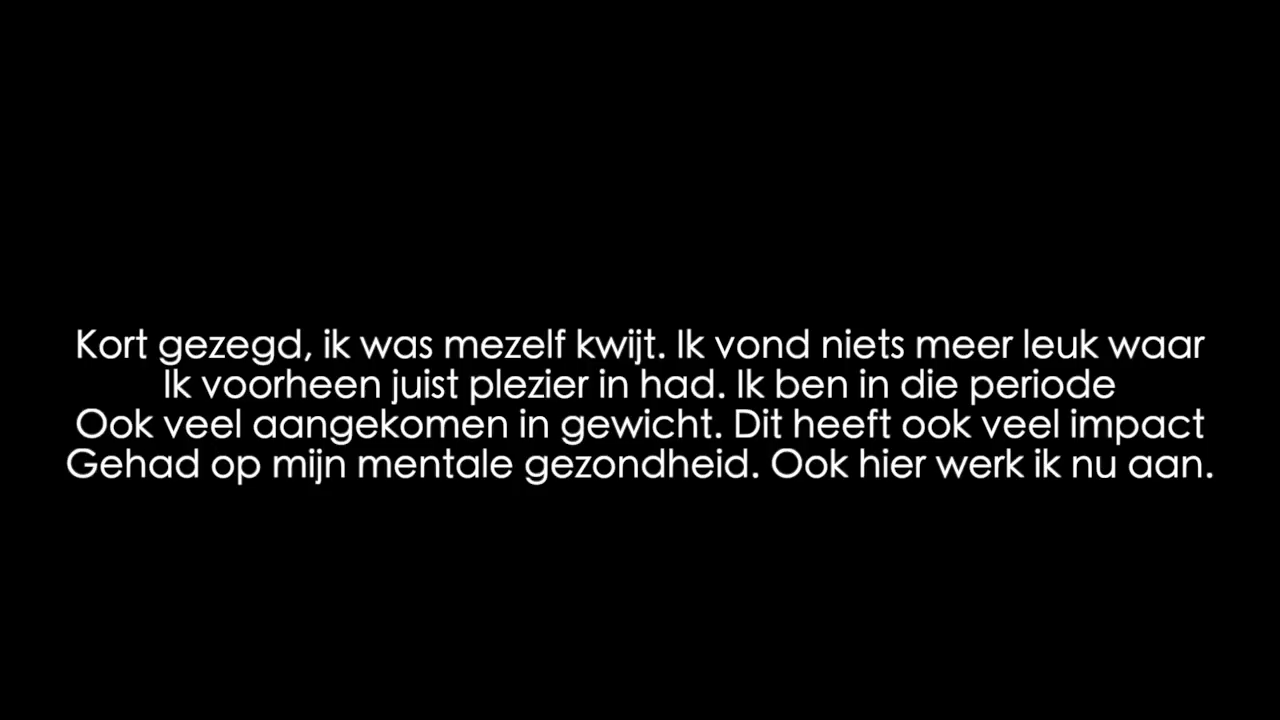 Kort gezegd, ik was mezelf kwijt. Ik vond niets meer leuk waar
Ik voorheen juist plezier in had. Ik ben in die periode
Ook veel aangekomen in gewicht. Dit heeft ook veel impact
Gehad op mijn mentale gezondheid. Ook hier werk ik nu aan.